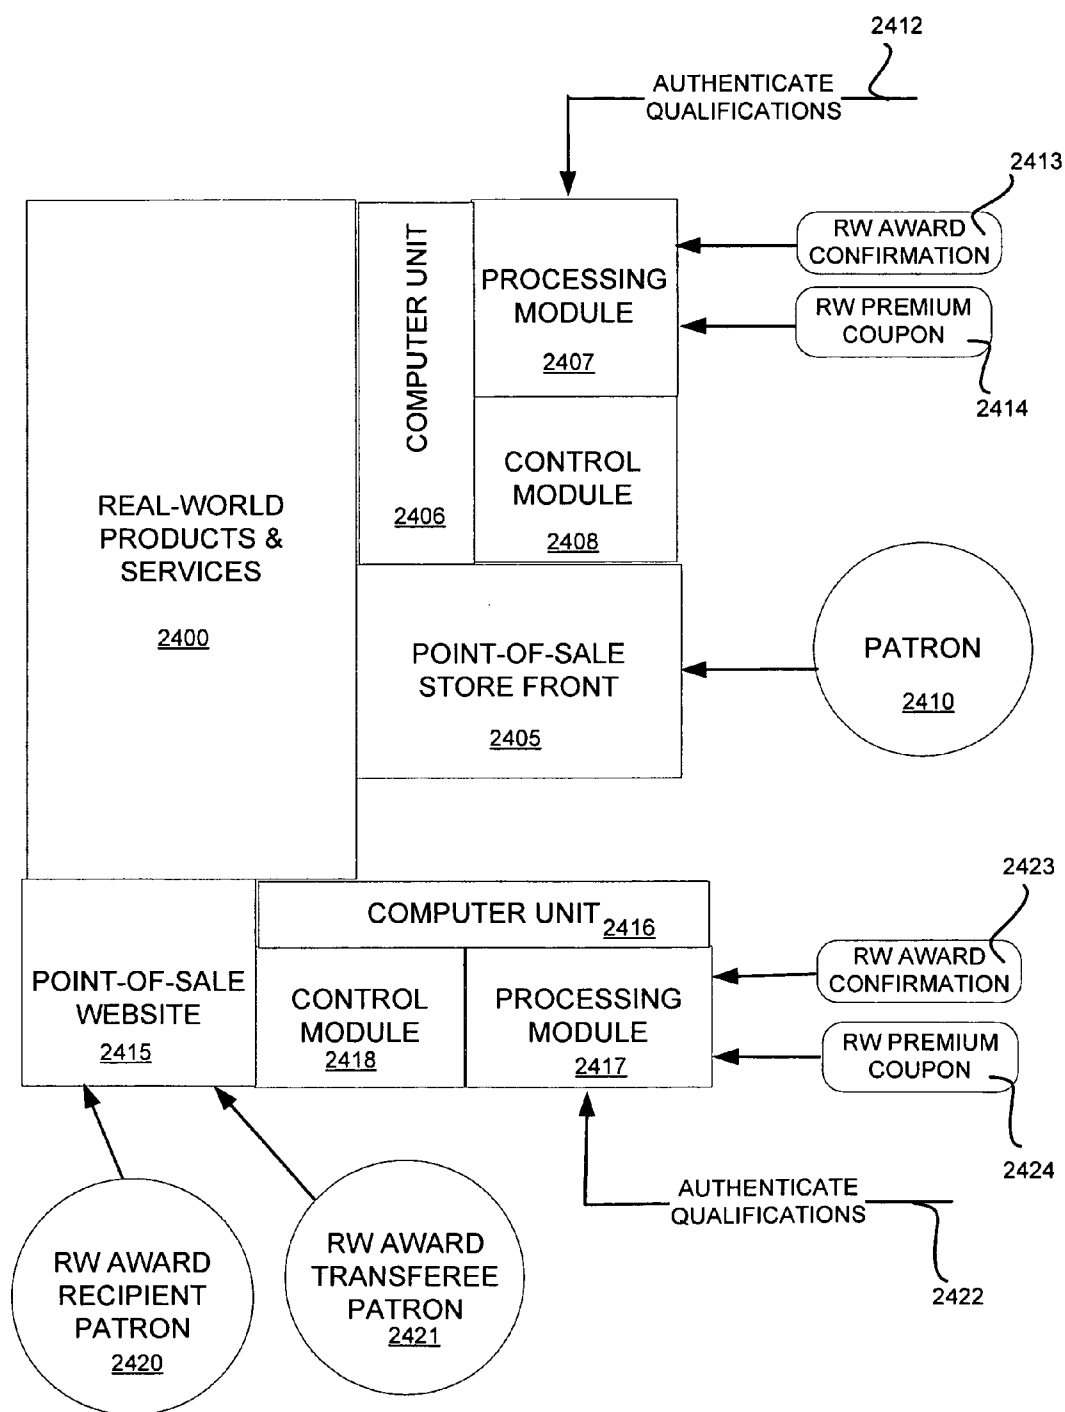 2412
AUTHENTICATE
QUALIFICATIONS
2413
RW AWARD
CONFIRMATION
COMPUTER UNIT
2406
PROCESSING
MODULE
2407
RW PREMIUM
COUPON
2414
CONTROL
MODULE
2408
REAL-WORLD
PRODUCTS &
SERVICES
2400
POINT-OF-SALE
STORE FRONT
2405
PATRON
2410
2423
COMPUTER UNIT
2416
RW AWARD
CONFIRMATION
POINT-OF-SALE
WEBSITE
2415
CONTROL
MODULE
2418
PROCESSING
MODULE
2417
RW PREMIUM
COUPON
2424
AUTHENTICATE
QUALIFICATIONS
2422
RW AWARD
RECIPIENT
PATRON
2420
RW AWARD
TRANSFEREE
PATRON
2421